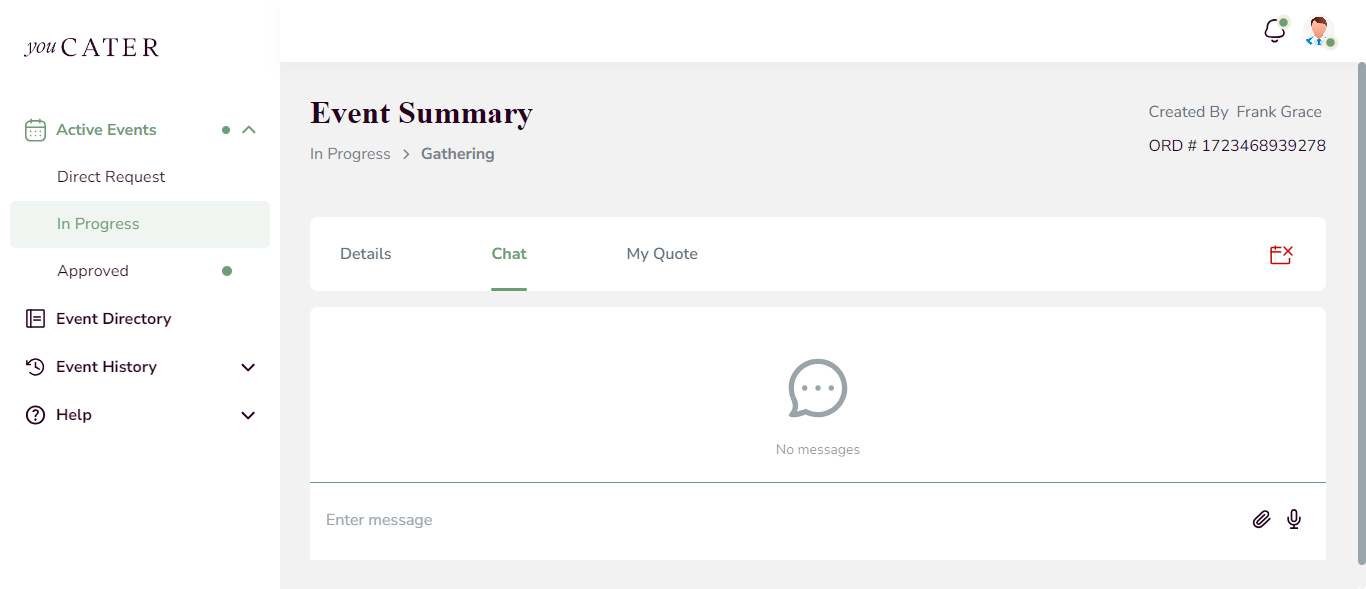 you CATER
Active Events
Direct Request
In Progress
Approved
Event Directory
Event History
Help
Event Summary
In Progress > Gathering
Created By Frank Grace
ORD # 1723468939278
Details Chat My Quote
No messages
Enter message